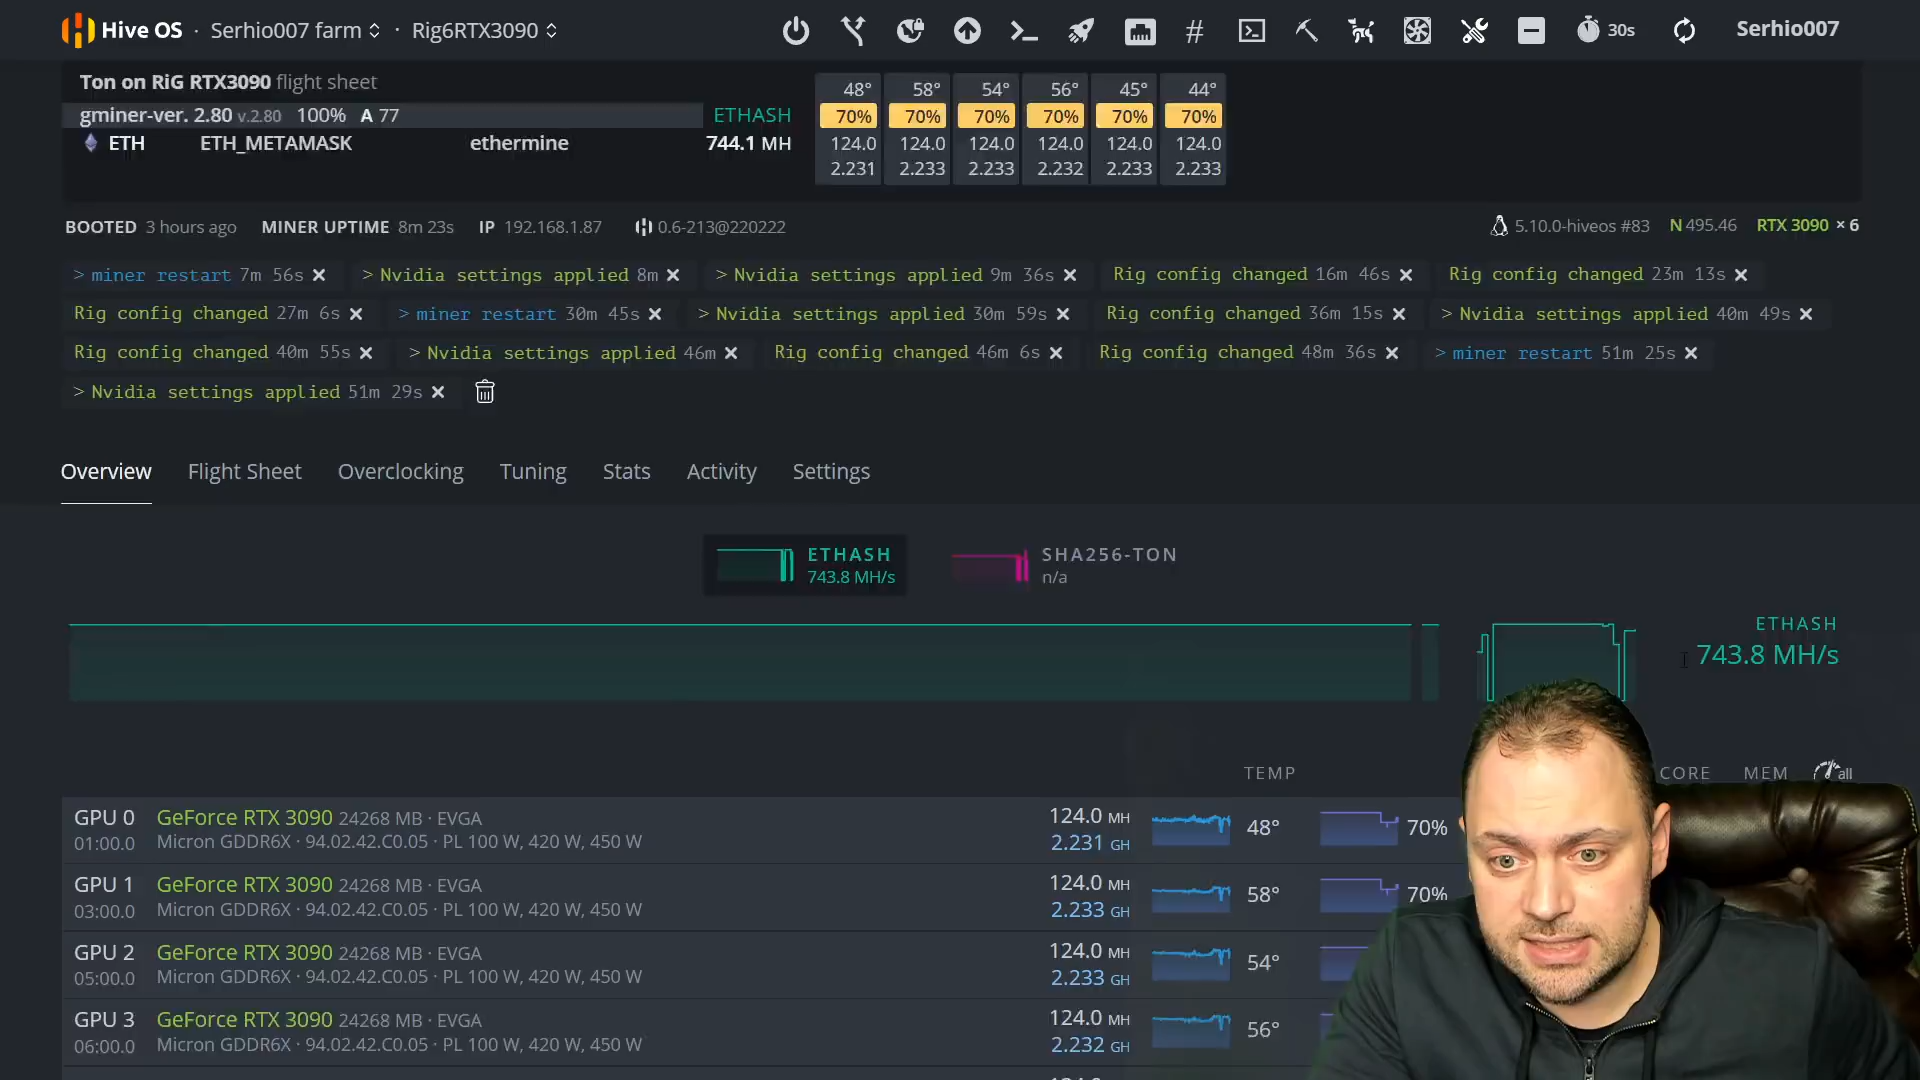 Hive OS · Serhio007 farm · Rig6RTX3090
30s Serhio007
Ton on RiG RTX3090 flight sheet
gminer-ver. 2.80 v.2.80 100% A 77 ETHASH
ETH ETH_METAMASK ethermine 744.1 MH
48° 58° 54° 56° 45° 44°
70% 70% 70% 70% 70% 70%
124.0 124.0 124.0 124.0 124.0 124.0
2.231 2.233 2.233 2.232 2.233 2.233
BOOTED 3 hours ago MINER UPTIME 8m 23s IP 192.168.1.87 0.6-213@220222 5.10.0-hiveos #83 N 495.46 RTX 3090 × 6
> miner restart 7m 56s × > Nvidia settings applied 8m × > Nvidia settings applied 9m 36s × Rig config changed 16m 46s × Rig config changed 23m 13s ×
Rig config changed 27m 6s × > miner restart 30m 45s × > Nvidia settings applied 30m 59s × Rig config changed 36m 15s × > Nvidia settings applied 40m 49s ×
Rig config changed 40m 55s × > Nvidia settings applied 46m × Rig config changed 46m 6s × Rig config changed 48m 36s × > miner restart 51m 25s ×
> Nvidia settings applied 51m 29s ×
Overview Flight Sheet Overclocking Tuning Stats Activity Settings
ETHASH
743.8 MH/s
SHA256-TON
n/a
ETHASH
743.8 MH/s
TEMP CORE MEM all
GPU 0 GeForce RTX 3090 24268 MB · EVGA 124.0 MH 48° 70%
01:00.0 Micron GDDR6X · 94.02.42.C0.05 · PL 100 W, 420 W, 450 W 2.231 GH
GPU 1 GeForce RTX 3090 24268 MB · EVGA 124.0 MH 58° 70%
03:00.0 Micron GDDR6X · 94.02.42.C0.05 · PL 100 W, 420 W, 450 W 2.233 GH
GPU 2 GeForce RTX 3090 24268 MB · EVGA 124.0 MH 54°
05:00.0 Micron GDDR6X · 94.02.42.C0.05 · PL 100 W, 420 W, 450 W 2.233 GH
GPU 3 GeForce RTX 3090 24268 MB · EVGA 124.0 MH 56°
06:00.0 Micron GDDR6X · 94.02.42.C0.05 · PL 100 W, 420 W, 450 W 2.232 GH